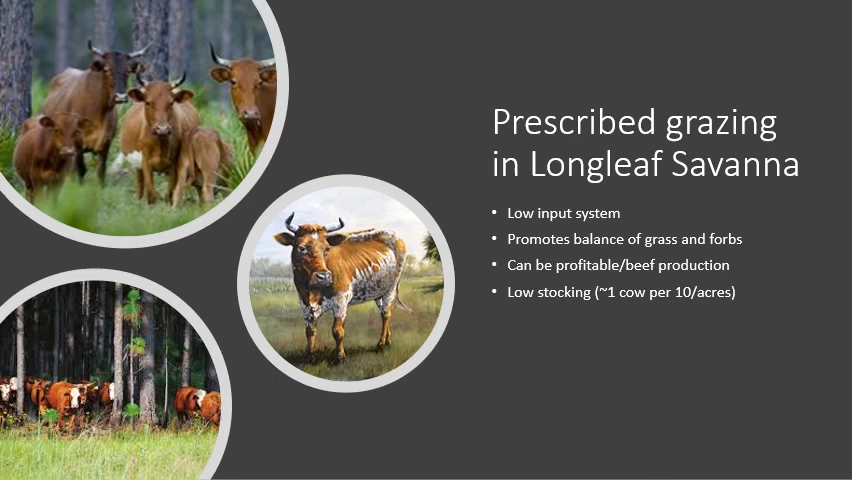 Prescribed grazing
in Longleaf Savanna
• Low input system
• Promotes balance of grass and forbs
• Can be profitable/beef production
• Low stocking (~1 cow per 10/acres)